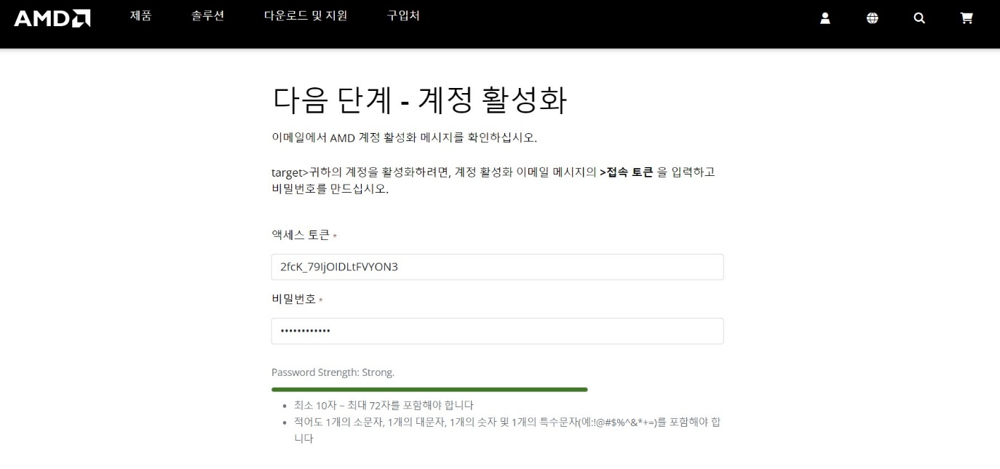 AMD
제품 솔루션 다운로드 및 지원 구입처
다음 단계 - 계정 활성화
이메일에서 AMD 계정 활성화 메시지를 확인하십시오.
target>귀하의 계정을 활성화하려면, 계정 활성화 이메일 메시지의 >접속 토큰 을 입력하고
비밀번호를 만드십시오.
액세스 토큰 *
2fcK_79IjOIDLtFVYON3
비밀번호 *
••••••••••••
Password Strength: Strong.
• 최소 10자 ~ 최대 72자를 포함해야 합니다
• 적어도 1개의 소문자, 1개의 대문자, 1개의 숫자 및 1개의 특수문자(예:!@#$%^&*+=)를 포함해야 합
니다